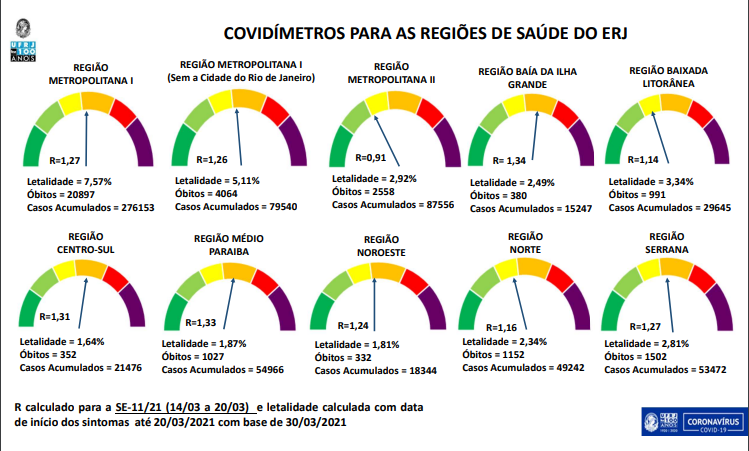 COVIDÍMETROS PARA AS REGIÕES DE SAÚDE DO ERJ
UFRJ
100
ANOS
REGIÃO
METROPOLITANA I
R=1,27
Letalidade = 7,57%
Óbitos = 20897
Casos Acumulados = 276153
REGIÃO METROPOLITANA I
(Sem a Cidade do Rio de Janeiro)
R=1,26
Letalidade = 5,11%
Óbitos = 4064
Casos Acumulados = 79540
REGIÃO
METROPOLITANA II
R=0,91
Letalidade = 2,92%
Óbitos = 2558
Casos Acumulados = 87556
REGIÃO BAÍA DA ILHA
GRANDE
R= 1,34
Letalidade = 2,49%
Óbitos = 380
Casos Acumulados = 15247
REGIÃO BAIXADA
LITORÂNEA
R=1,14
Letalidade = 3,34%
Óbitos = 991
Casos Acumulados = 29645
REGIÃO
CENTRO-SUL
R=1,31
Letalidade = 1,64%
Óbitos = 352
Casos Acumulados = 21476
REGIÃO MÉDIO
PARAIBA
R=1,33
Letalidade = 1,87%
Óbitos = 1027
Casos Acumulados = 54966
REGIÃO
NOROESTE
R=1,24
Letalidade = 1,81%
Óbitos = 332
Casos Acumulados = 18344
REGIÃO
NORTE
R=1,16
Letalidade = 2,34%
Óbitos = 1152
Casos Acumulados = 49242
REGIÃO
SERRANA
R=1,27
Letalidade = 2,81%
Óbitos = 1502
Casos Acumulados = 53472
R calculado para a SE-11/21 (14/03 a 20/03) e letalidade calculada com data
de início dos sintomas até 20/03/2021 com base de 30/03/2021
UFRJ
100
ANOS
CORONAVÍRUS
COVID-19